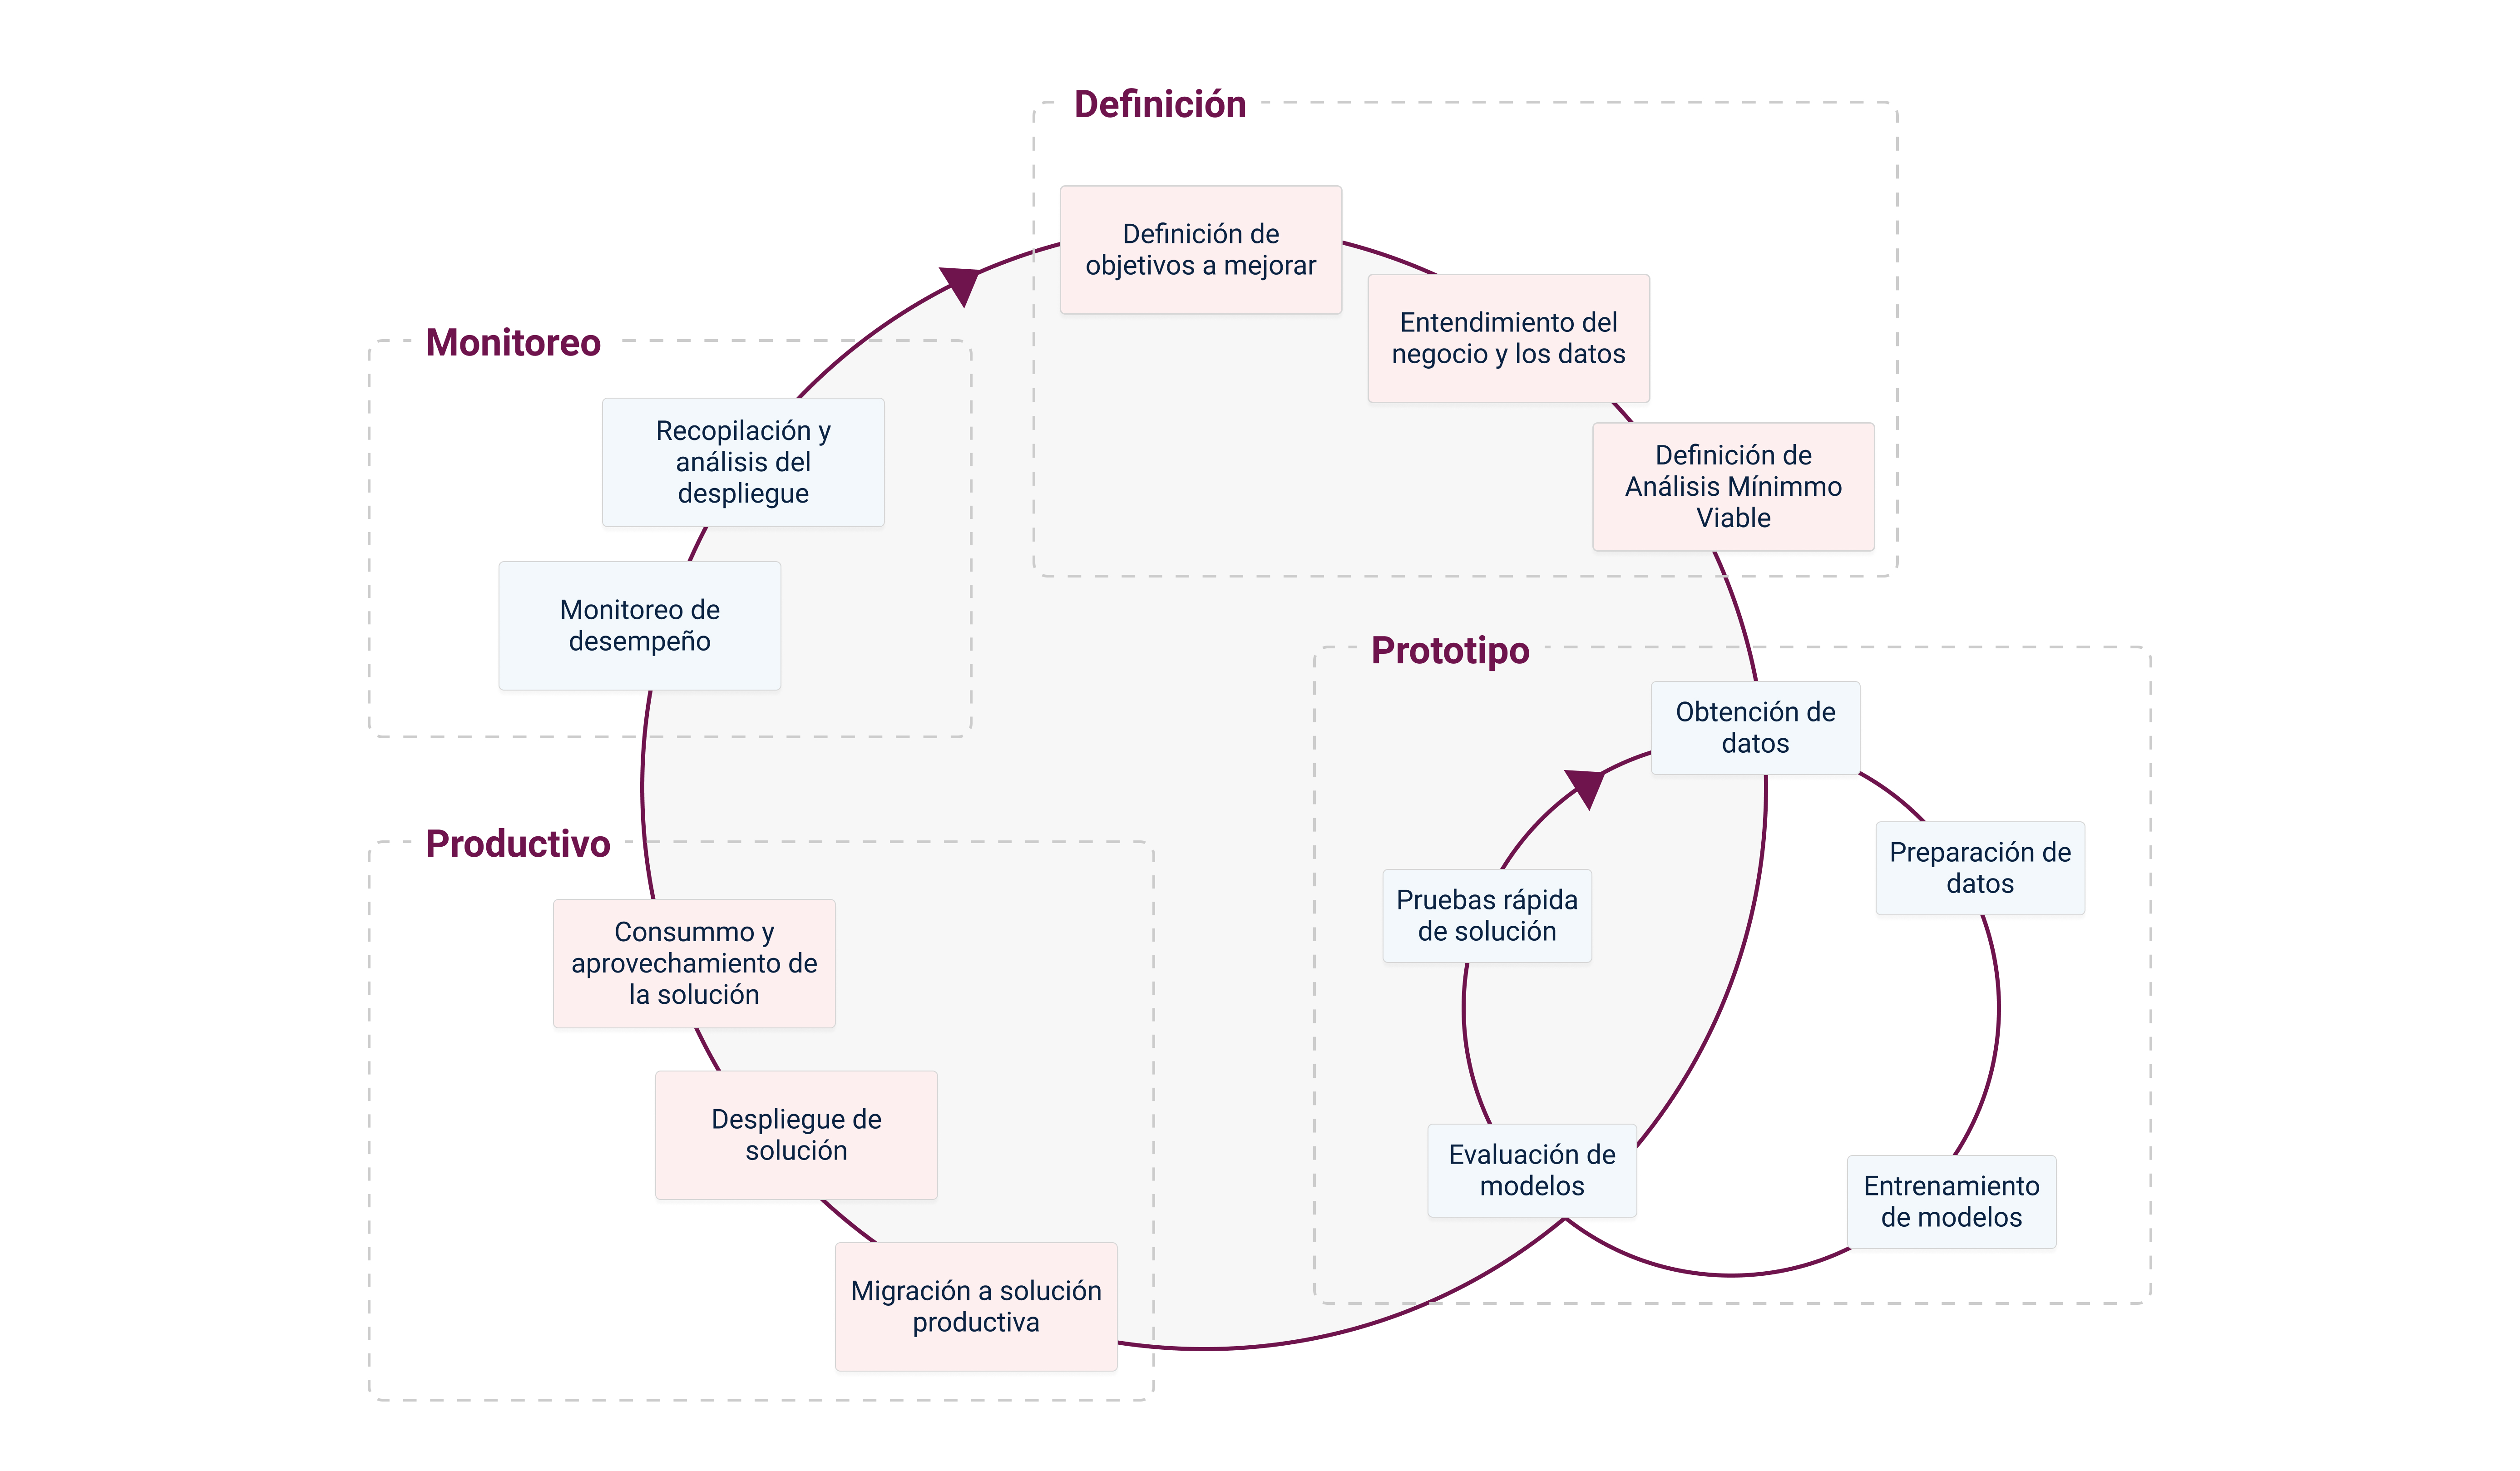 Definición
Definición de
objetivos a mejorar
Entendimiento del
negocio y los datos
Definición de
Análisis Mínimmo
Viable
Monitoreo
Recopilación y
análisis del
despliegue
Monitoreo de
desempeño
Prototipo
Obtención de
datos
Preparación de
datos
Entrenamiento
de modelos
Evaluación de
modelos
Pruebas rápida
de solución
Productivo
Consummo y
aprovechamiento de
la solución
Despliegue de
solución
Migración a solución
productiva